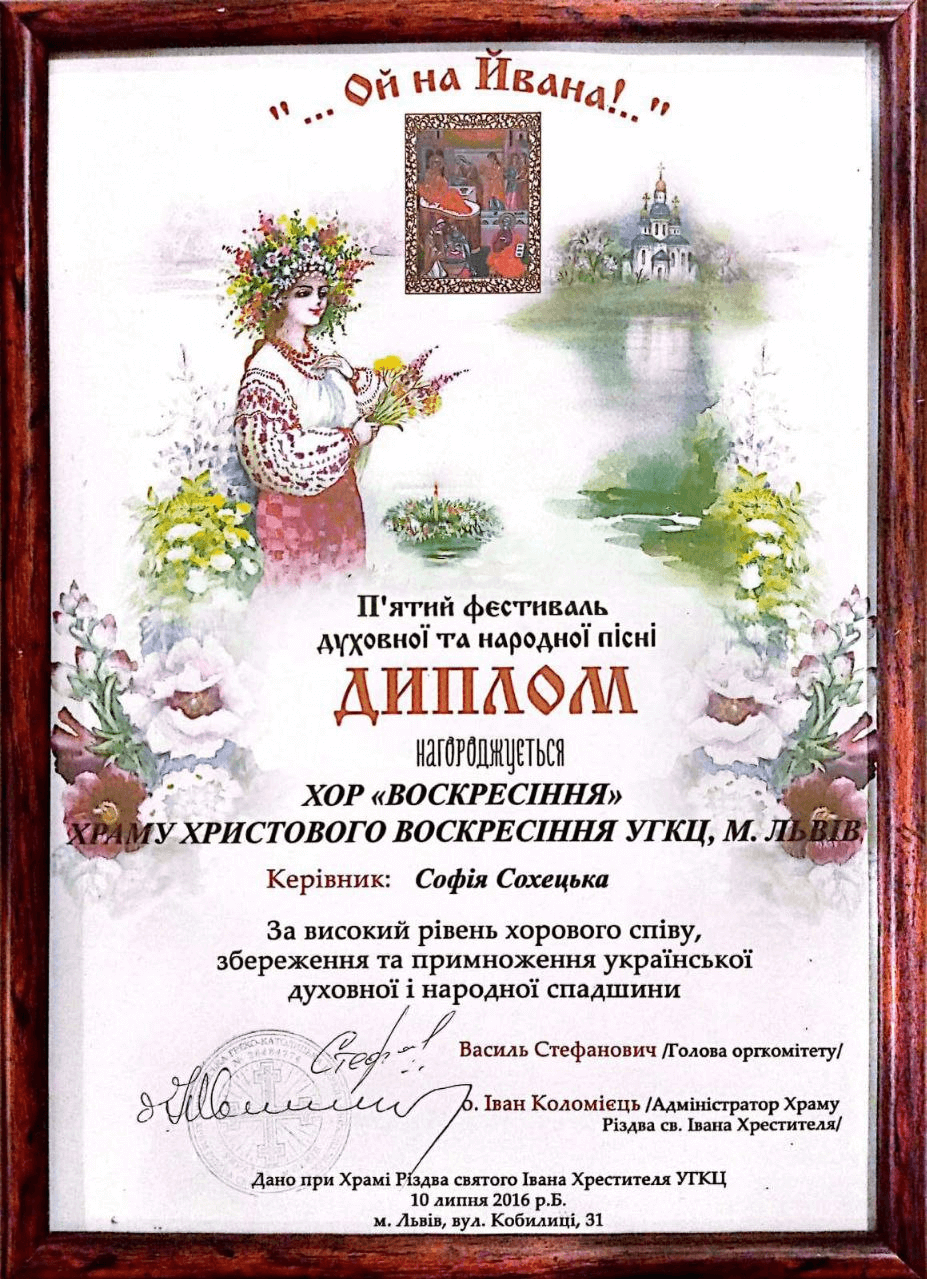 "... Ой на Йвана!.."
П'ятий фестиваль
духовної та народної пісні
ДИПЛОМ
нагороджується
ХОР «ВОСКРЕСІННЯ»
ХРАМУ ХРИСТОВОГО ВОСКРЕСІННЯ УГКЦ, М. ЛЬВІВ
Керівник: Софія Сохецька
За високий рівень хорового співу,
збереження та примноження української
духовної і народної спадшини
Василь Стефанович /Голова оргкомітету/
о. Іван Коломієць /Адміністратор Храму
Різдва св. Івана Хрестителя/
Дано при Храмі Різдва святого Івана Хрестителя УГКЦ
10 липня 2016 р.Б.
м. Львів, вул. Кобилиці, 31